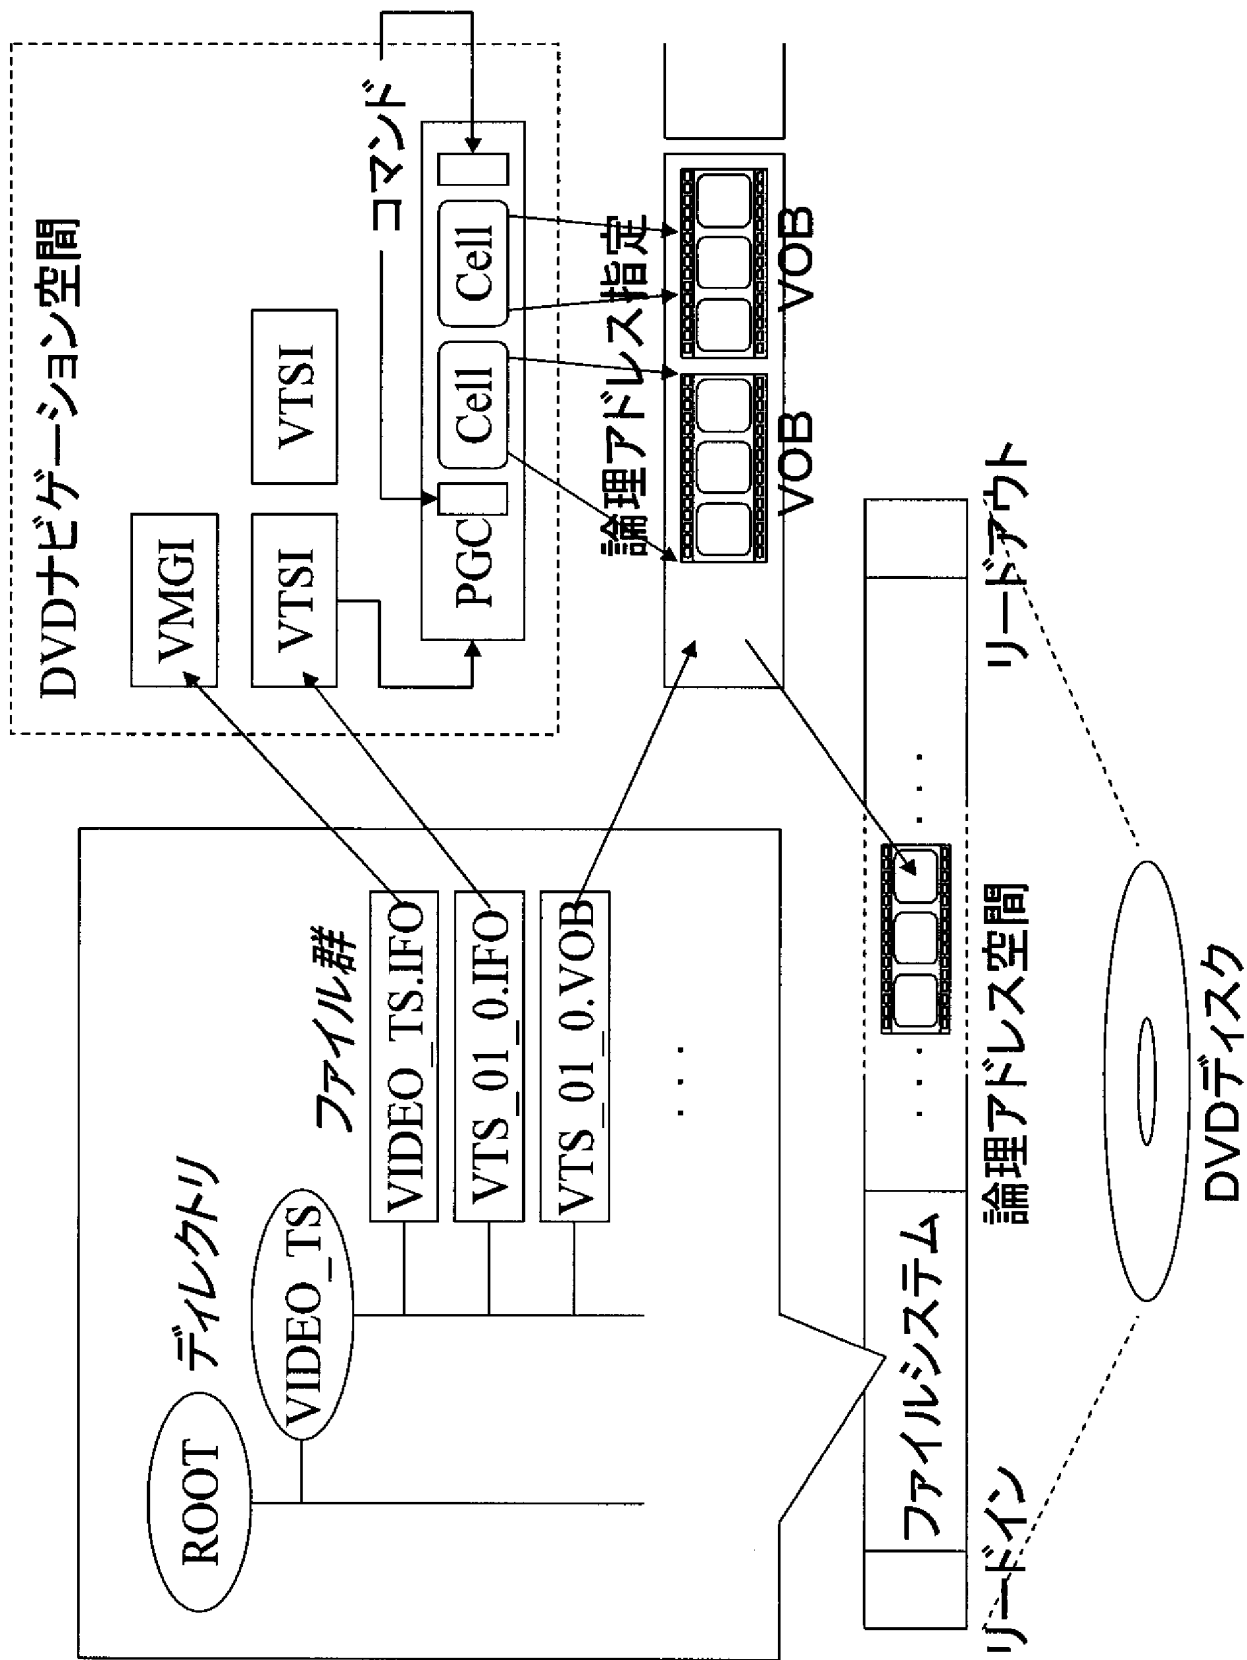 DVDナビゲーション空間
VMGI
VTSI
VTSI
コマンド
PGC
Cell
Cell
論理アドレス指定
VOB
VOB
ディレクトリ
ROOT
VIDEO_TS
ファイル群
VIDEO_TS.IFO
VTS_01_0.IFO
VTS_01_0.VOB
. . .
ファイルシステム
. . .
. . .
リードイン
論理アドレス空間
リードアウト
DVDディスク